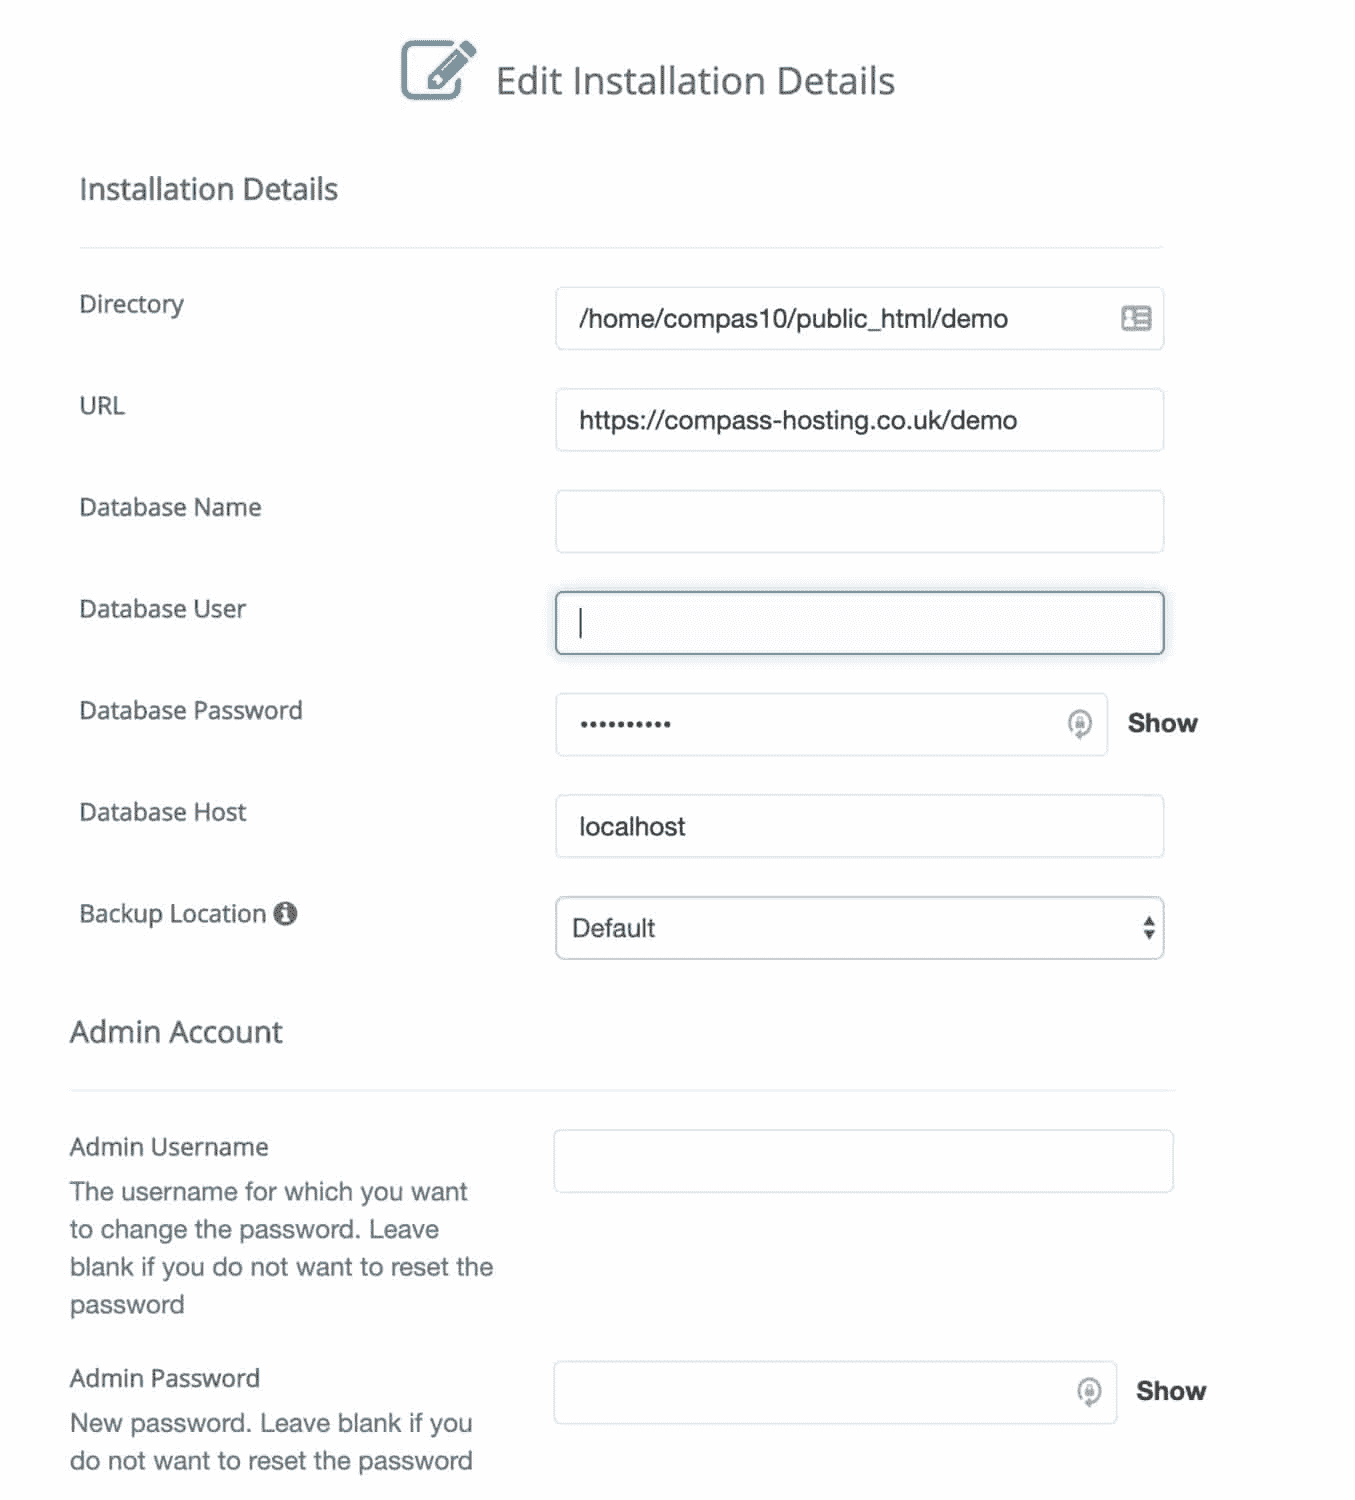 Edit Installation Details
Installation Details
Directory
/home/compas10/public_html/demo
URL
https://compass-hosting.co.uk/demo
Database Name
Database User
Database Password
••••••••••
Show
Database Host
localhost
Backup Location
Default
Admin Account
Admin Username
The username for which you want
to change the password. Leave
blank if you do not want to reset the
password
Admin Password
Show
New password. Leave blank if you
do not want to reset the password